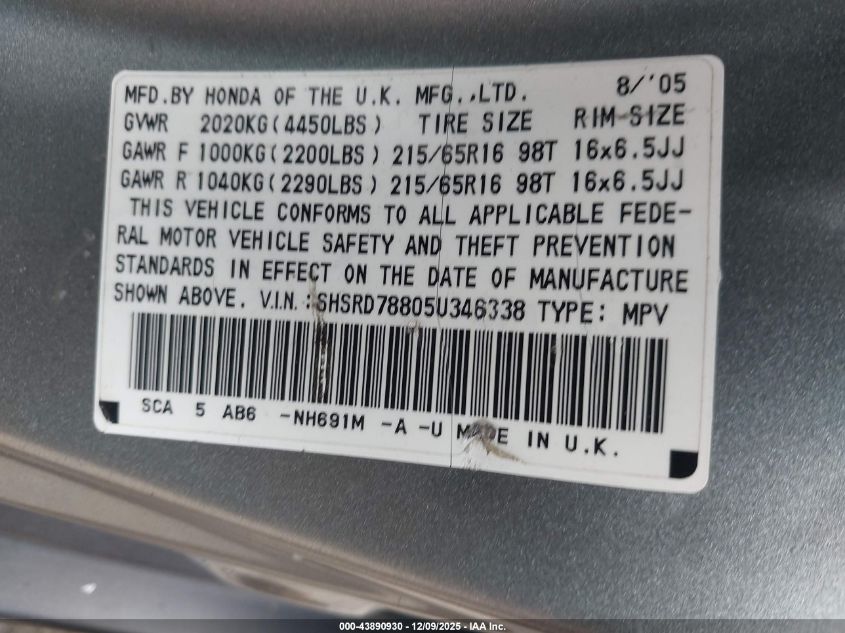 MFD.BY HONDA OF THE U.K. MFG.,LTD. 8/'05
GVWR 2020KG(4450LBS) TIRE SIZE RIM SIZE
GAWR F 1000KG(2200LBS) 215/65R16 98T 16x6.5JJ
GAWR R 1040KG(2290LBS) 215/65R16 98T 16x6.5JJ
THIS VEHICLE CONFORMS TO ALL APPLICABLE FEDE-
RAL MOTOR VEHICLE SAFETY AND THEFT PREVENTION
STANDARDS IN EFFECT ON THE DATE OF MANUFACTURE
SHOWN ABOVE. V.I.N.:SHSRD78805U346338 TYPE: MPV
SCA 5 AB6 -NH691M -A -U MADE IN U.K.
000-43890930 - 12/09/2025 - IAA Inc.